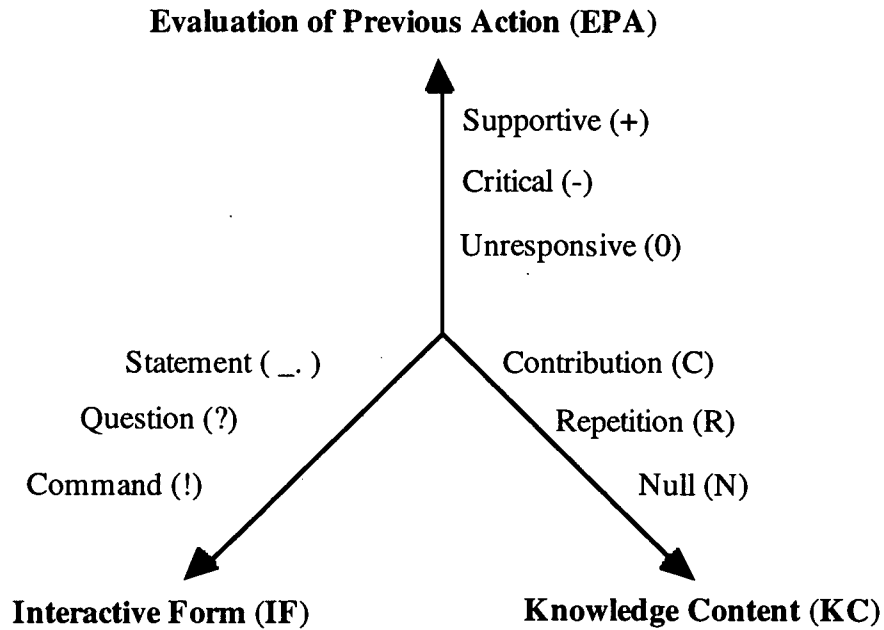 Evaluation of Previous Action (EPA)
Supportive (+)
Critical (-)
Unresponsive (0)
Statement ( _. )
Contribution (C)
Question (?)
Repetition (R)
Command (!)
Null (N)
Interactive Form (IF)
Knowledge Content (KC)